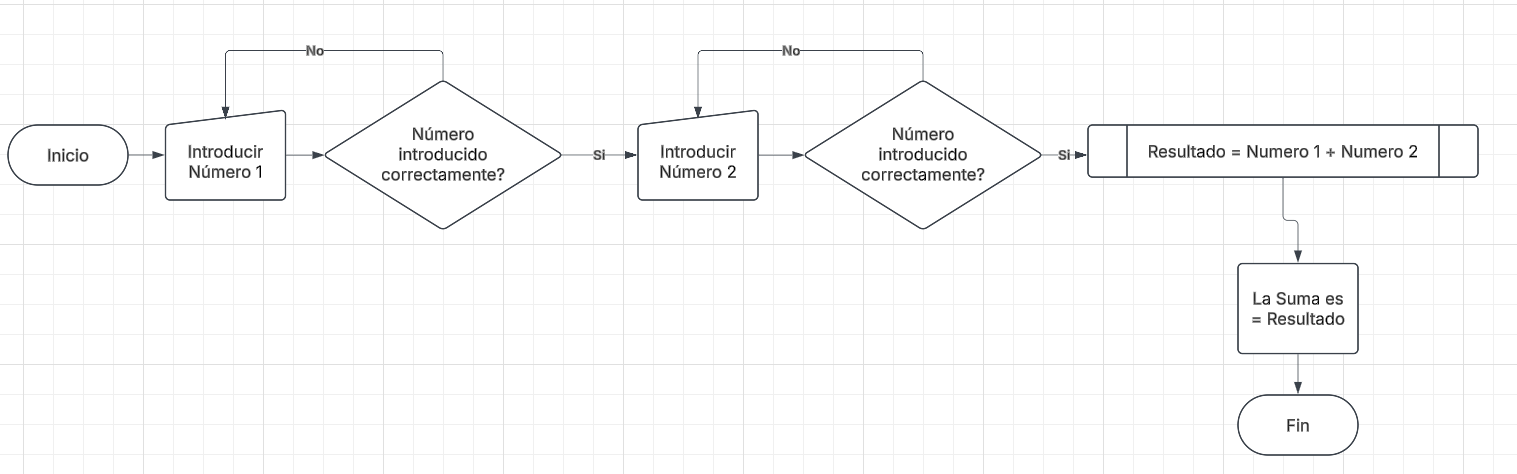 No
No
Inicio
Introducir
Número 1
Número
introducido
correctamente?
Si
Introducir
Número 2
Número
introducido
correctamente?
Si
Resultado = Numero 1 + Numero 2
La Suma es
= Resultado
Fin